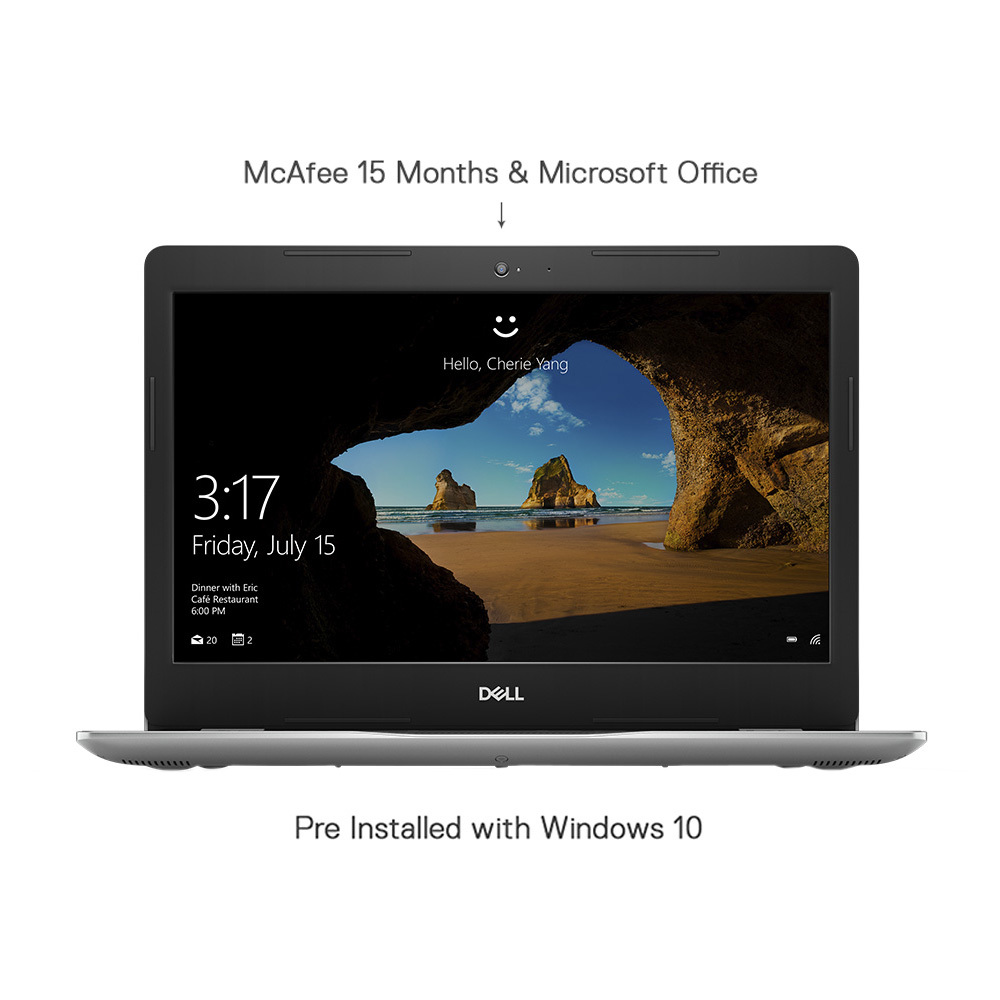 McAfee 15 Months & Microsoft Office
Hello, Cherie Yang
3:17
Friday, July 15
Dinner with Eric
Café Restaurant
6:00 PM
20 2
DELL
Pre Installed with Windows 10